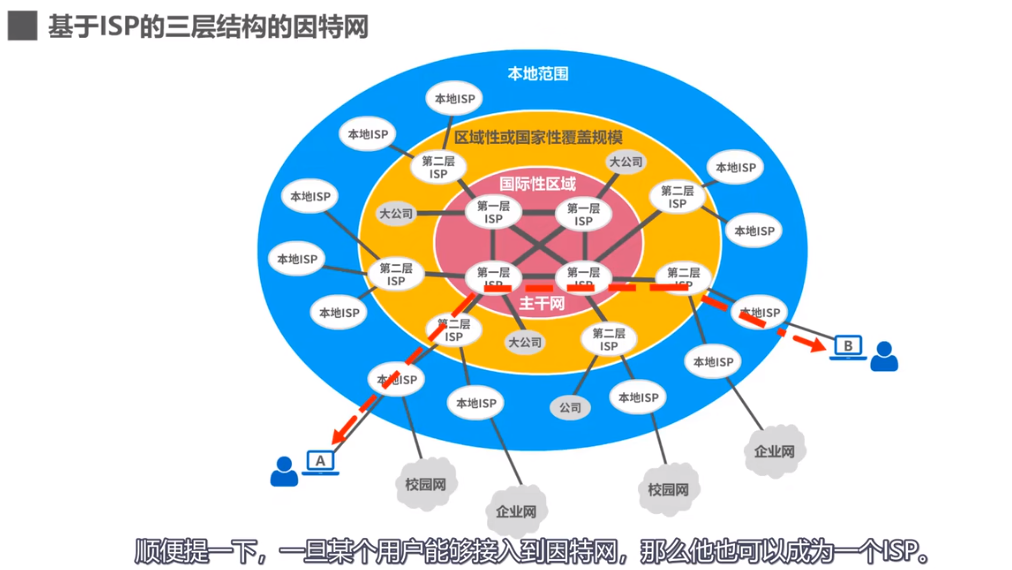 基于ISP的三层结构的因特网
本地范围
本地ISP
本地ISP
区域性或国家性覆盖规模
第二层
ISP
大公司
本地ISP
国际性区域
第二层
ISP
本地ISP
大公司
第一层
ISP
第一层
ISP
本地ISP
本地ISP
第二层
ISP
第一层
ISP
第一层
ISP
第二层
ISP
主干网
本地ISP
本地ISP
第二层
ISP
大公司
第二层
ISP
B
本地ISP
本地ISP
本地ISP
公司
本地ISP
A
校园网
企业网
校园网
企业网
顺便提一下，一旦某个用户能够接入到因特网，那么他也可以成为一个ISP。